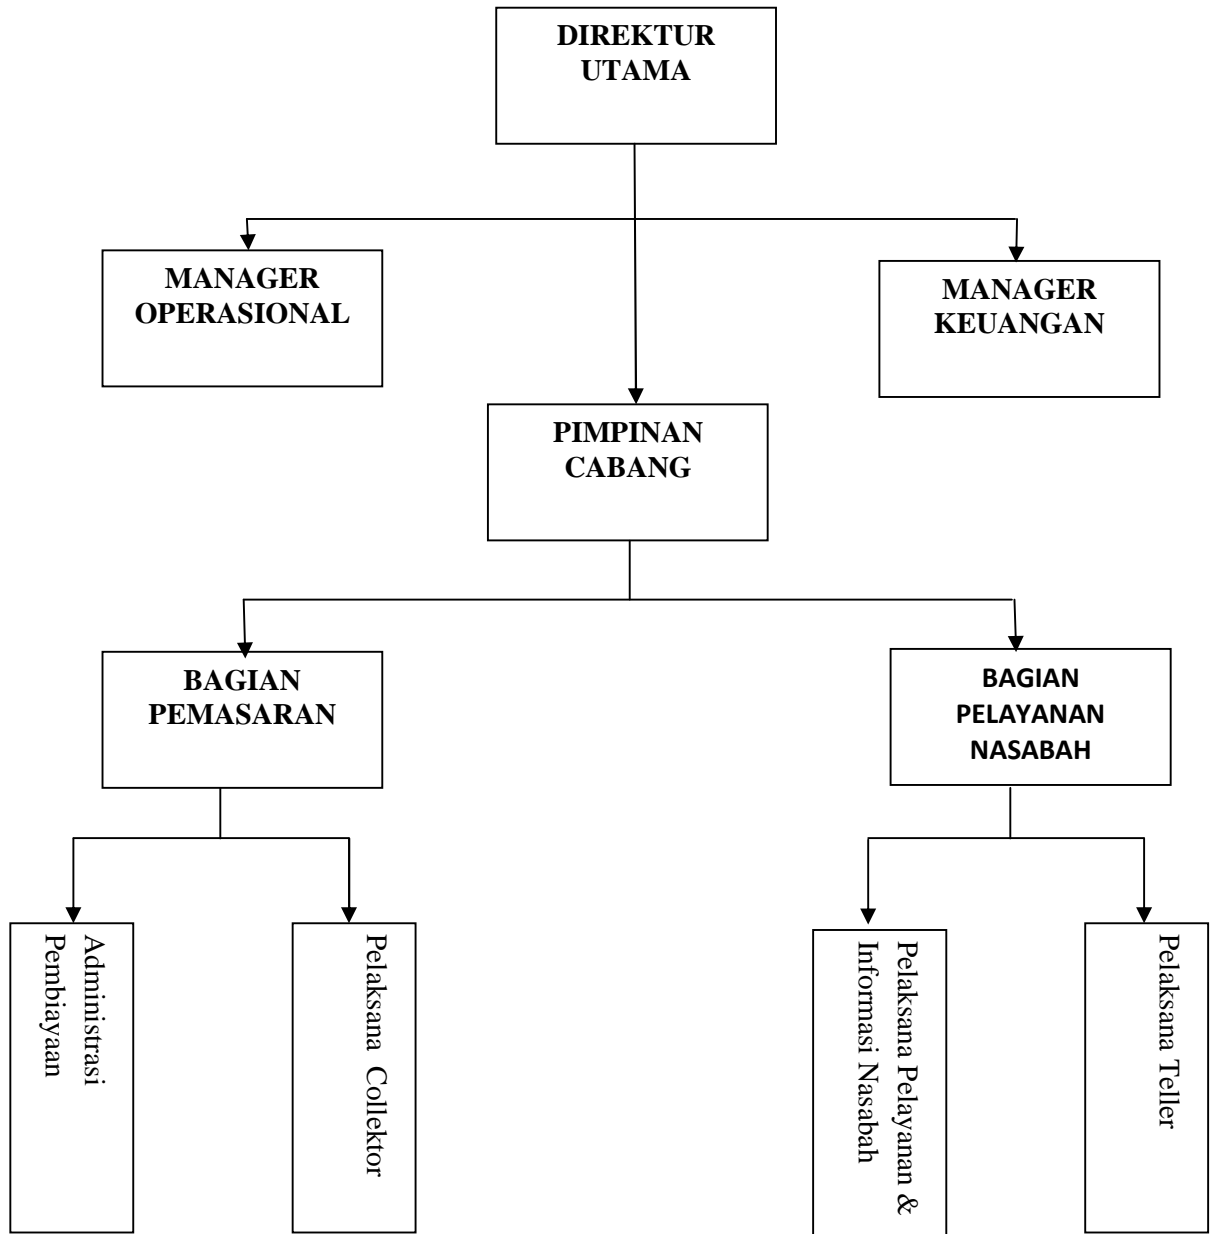 DIREKTUR
UTAMA
MANAGER
OPERASIONAL
MANAGER
KEUANGAN
PIMPINAN
CABANG
BAGIAN
PEMASARAN
BAGIAN
PELAYANAN
NASABAH
Administrasi
Pembiayaan
Pelaksana Collektor
Pelaksana Pelayanan &
Informasi Nasabah
Pelaksana Teller